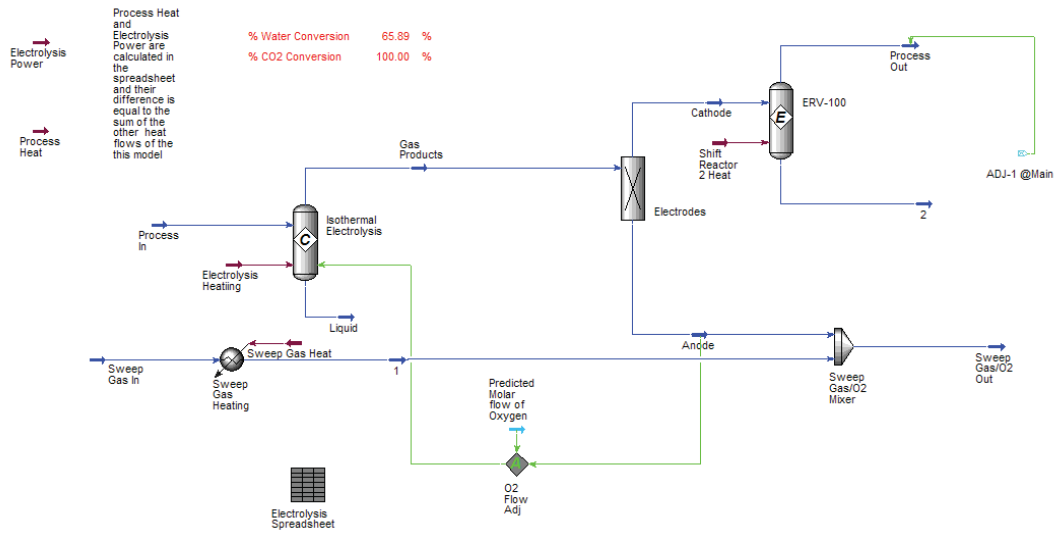 Electrolysis
Power
Process
Heat
Process Heat
and
Electrolysis
Power are
calculated in
the
spreadsheet
and their
difference is
equal to the
sum of the
other heat
flows of the
this model
% Water Conversion 65.89 %
% CO2 Conversion 100.00 %
Process
Out
ERV-100
E
Cathode
Shift
Reactor
2 Heat
ADJ-1 @Main
2
Gas
Products
Electrodes
Process
In
Isothermal
Electrolysis
C
Electrolysis
Heatiing
Liquid
Anode
Sweep
Gas In
Sweep Gas Heat
Sweep
Gas
Heating
1
Sweep
Gas/O2
Mixer
Sweep
Gas/O2
Out
Predicted
Molar
flow of
Oxygen
A
O2
Flow
Adj
Electrolysis
Spreadsheet